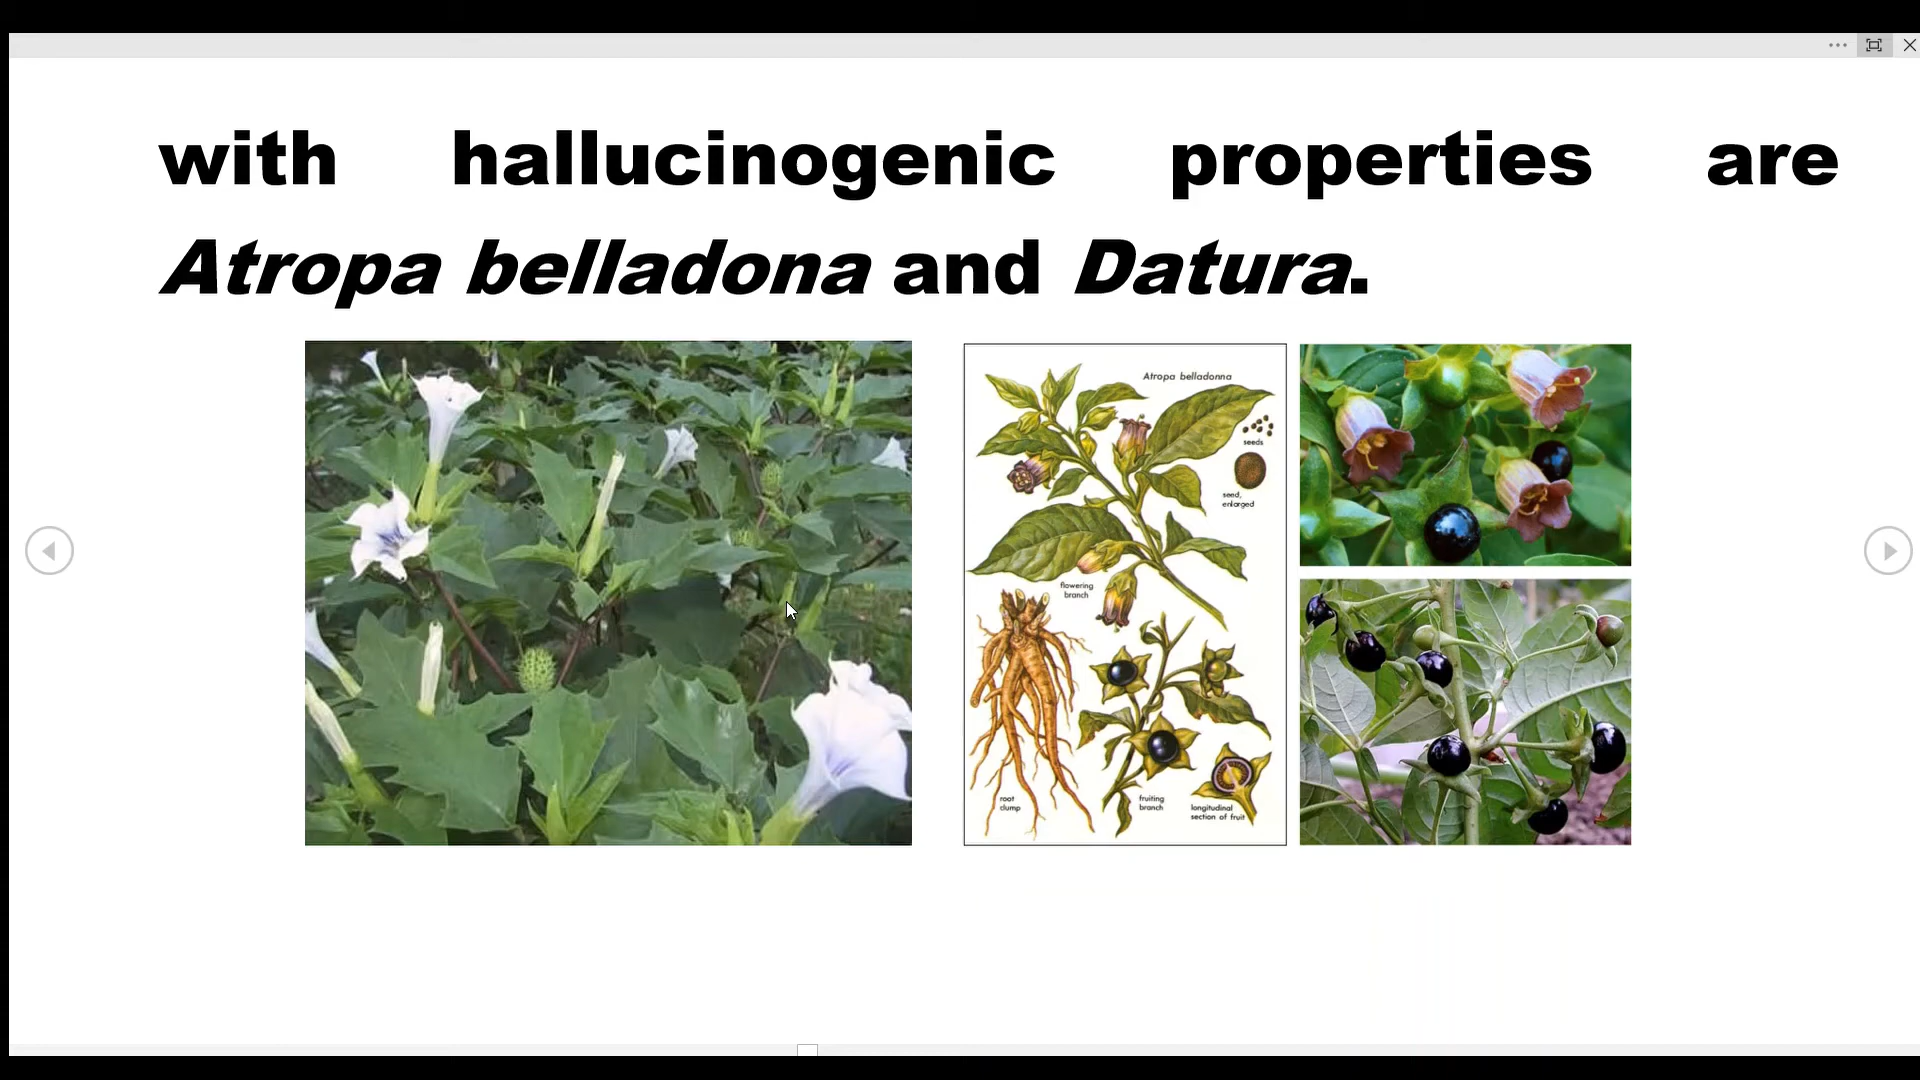 with hallucinogenic properties are
Atropa belladona and Datura.
Atropa belladonna
seeds
seed,
enlarged
flowering
branch
root
clump
fruiting
branch
longitudinal
section of fruit